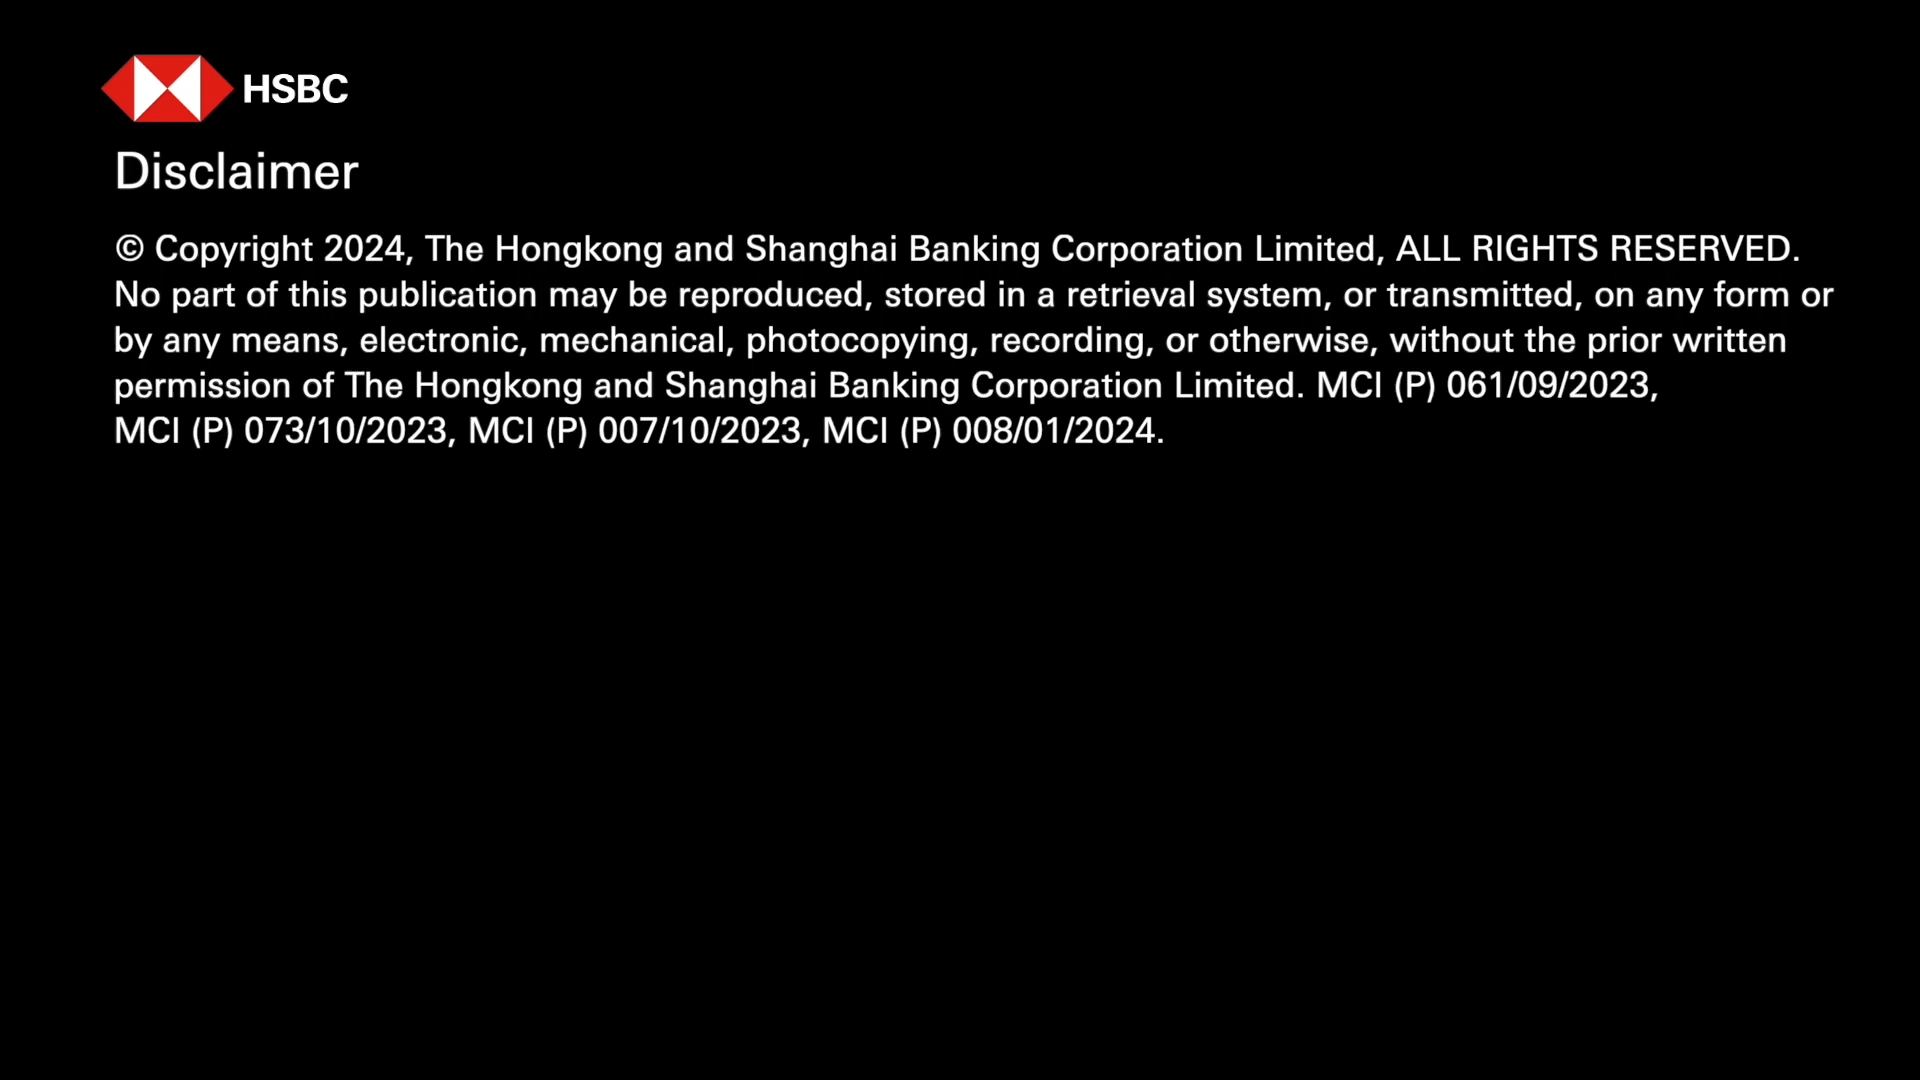 HSBC
Disclaimer
© Copyright 2024, The Hongkong and Shanghai Banking Corporation Limited, ALL RIGHTS RESERVED.
No part of this publication may be reproduced, stored in a retrieval system, or transmitted, on any form or
by any means, electronic, mechanical, photocopying, recording, or otherwise, without the prior written
permission of The Hongkong and Shanghai Banking Corporation Limited. MCI (P) 061/09/2023,
MCI (P) 073/10/2023, MCI (P) 007/10/2023, MCI (P) 008/01/2024.